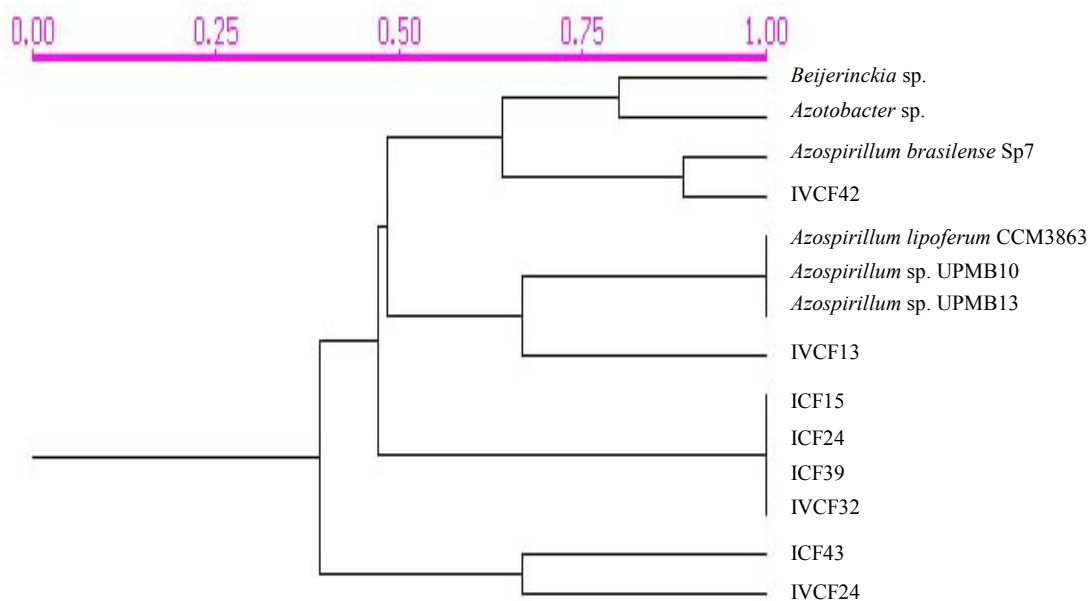 0.00 0.25 0.50 0.75 1.00
Beijerinckia sp.
Azotobacter sp.
Azospirillum brasilense Sp7
IVCF42
Azospirillum lipoferum CCM3863
Azospirillum sp. UPMB10
Azospirillum sp. UPMB13
IVCF13
ICF15
ICF24
ICF39
IVCF32
ICF43
IVCF24